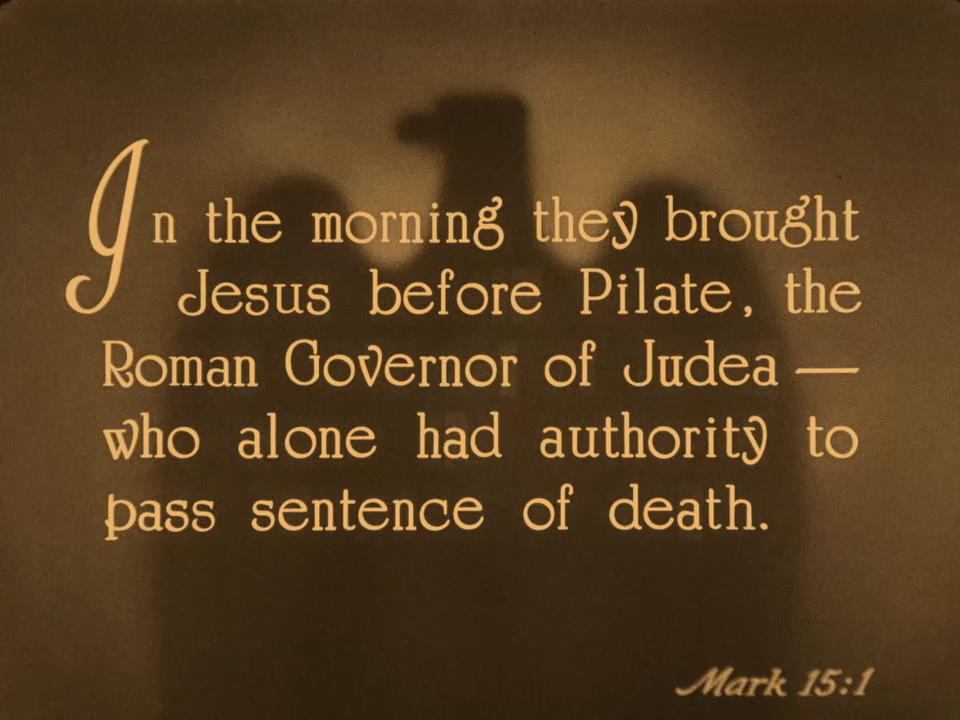 In the morning they brought
Jesus before Pilate, the
Roman Governor of Judea —
who alone had authority to
pass sentence of death.
Mark 15:1